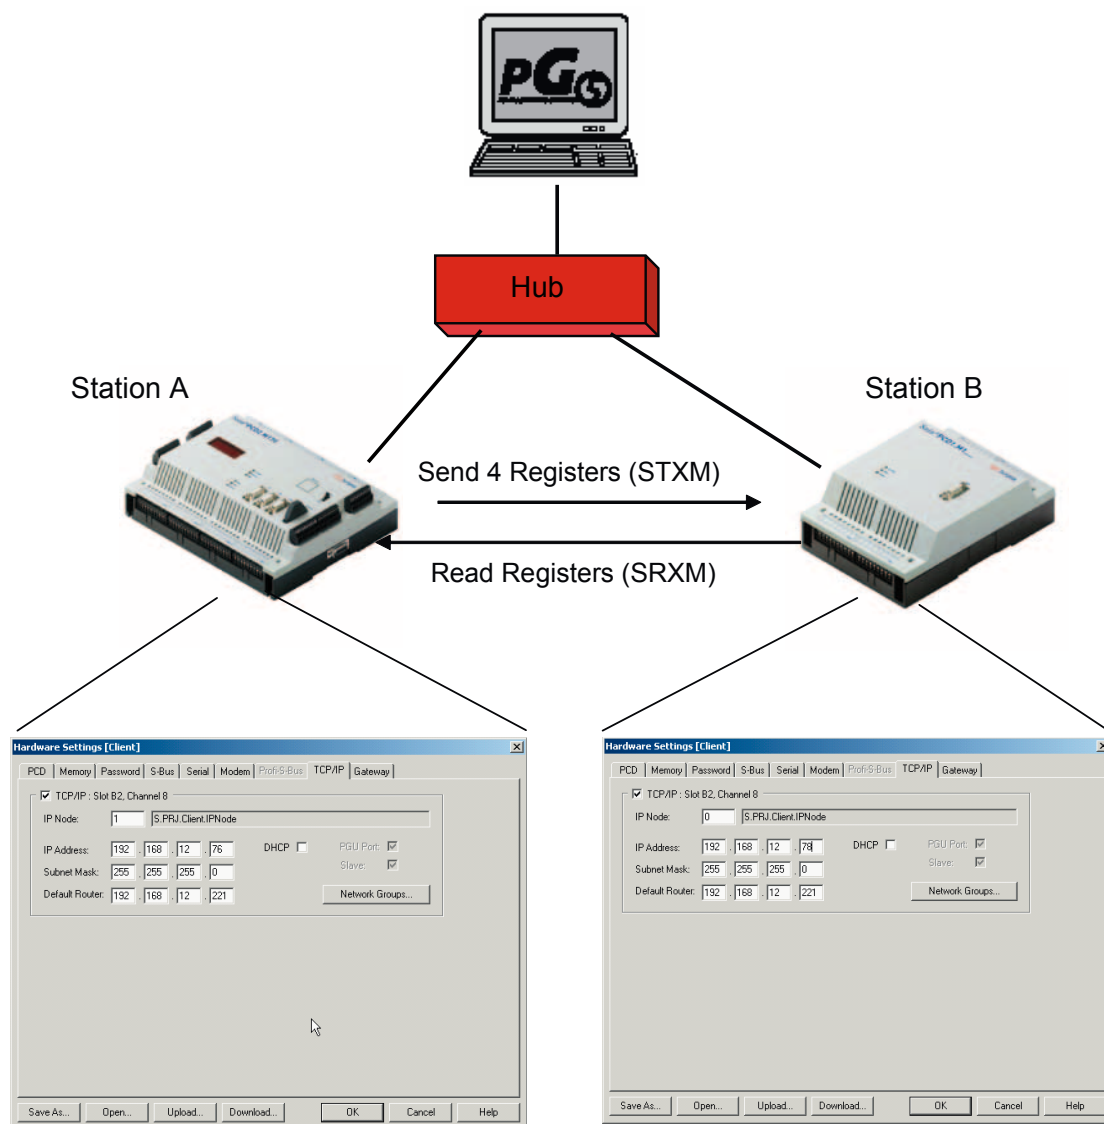 PG5
Hub
Station A
Station B
Send 4 Registers (STXM)
Read Registers (SRXM)
Hardware Settings [Client]
PCD Memory Password S-Bus Serial Modem Profi-S-Bus TCP/IP Gateway
TCP/IP : Slot B2, Channel 8
IP Node: 1 S.PRJ.Client.IPNode
IP Address: 192 . 168 . 12 . 76 DHCP PGU Port:
Slave:
Subnet Mask: 255 . 255 . 255 . 0
Default Router: 192 . 168 . 12 . 221 Network Groups...
Save As... Open... Upload... Download... OK Cancel Help
Hardware Settings [Client]
PCD Memory Password S-Bus Serial Modem Profi-S-Bus TCP/IP Gateway
TCP/IP : Slot B2, Channel 8
IP Node: 0 S.PRJ.Client.IPNode
IP Address: 192 . 168 . 12 . 78 DHCP PGU Port:
Slave:
Subnet Mask: 255 . 255 . 255 . 0
Default Router: 192 . 168 . 12 . 221 Network Groups...
Save As... Open... Upload... Download... OK Cancel Help